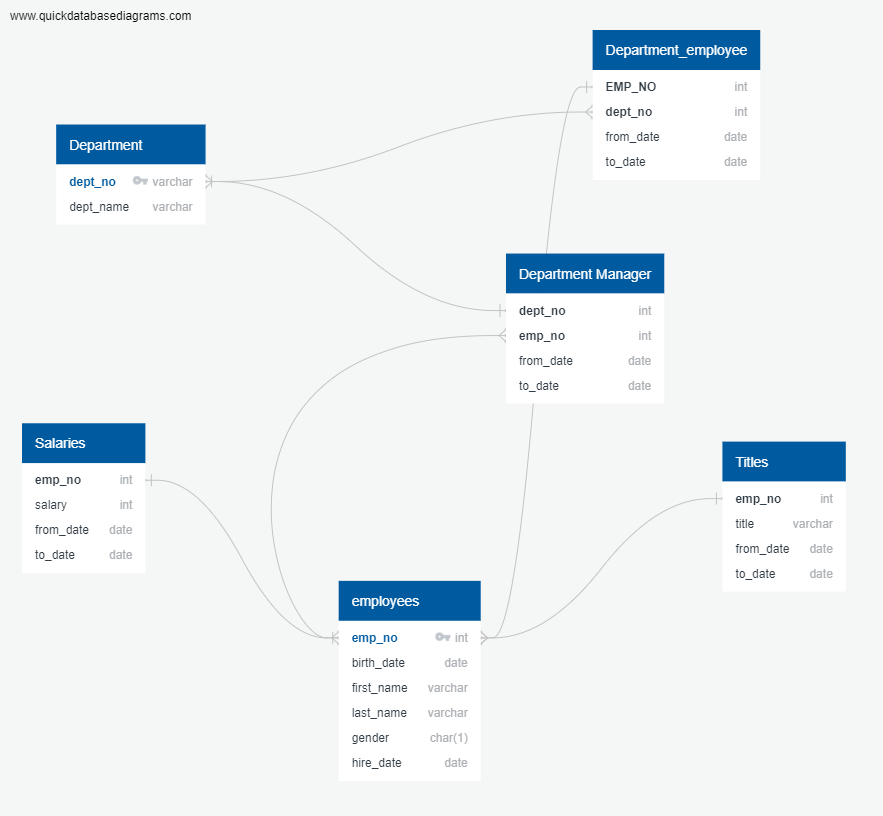 www.quickdatabasediagrams.com
Department_employee
EMP_NO int
dept_no int
from_date date
to_date date
Department
dept_no varchar
dept_name varchar
Department Manager
dept_no int
emp_no int
from_date date
to_date date
Salaries
emp_no int
salary int
from_date date
to_date date
Titles
emp_no int
title varchar
from_date date
to_date date
employees
emp_no int
birth_date date
first_name varchar
last_name varchar
gender char(1)
hire_date date